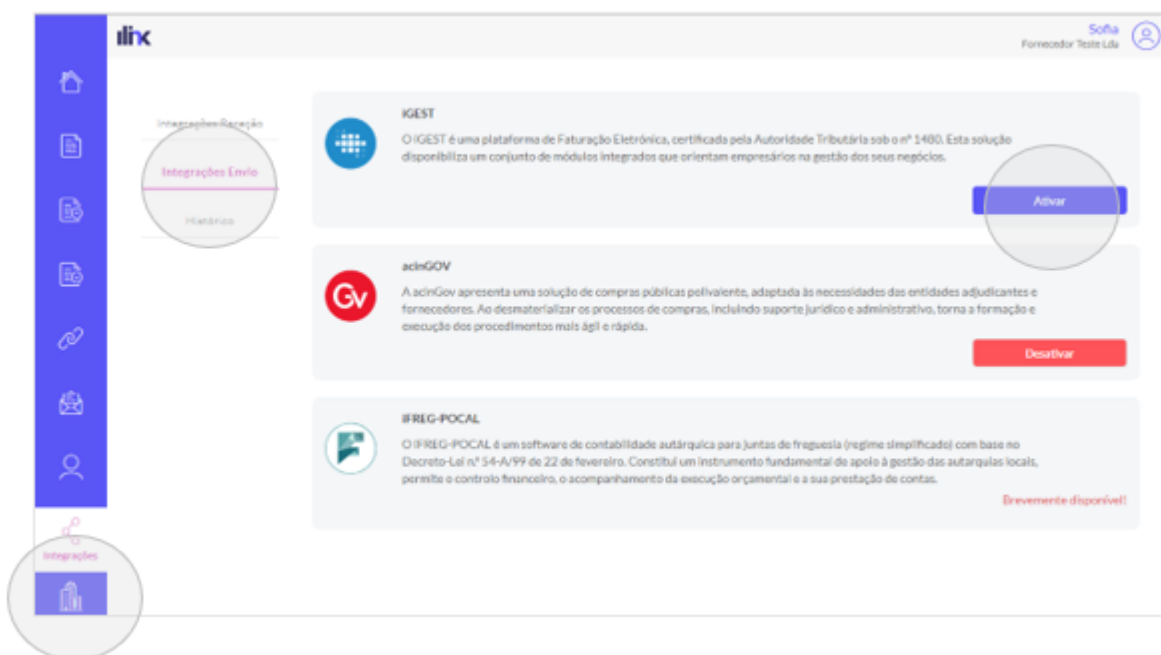 ilink
Sofia
Fornecedor Teste Lda
Integrações Receção
Integrações Envio
Histórico
Integrações
iGEST
O IGEST é uma plataforma de Faturação Eletrónica, certificada pela Autoridade Tributária sob o nº 1480. Esta solução
disponibiliza um conjunto de módulos integrados que orientam empresários na gestão dos seus negócios.
Ativar
acinGOV
A acinGov apresenta uma solução de compras públicas polivalente, adaptada às necessidades das entidades adjudicantes e
fornecedores. Ao desmaterializar os processos de compras, incluindo suporte jurídico e administrativo, torna a formação e
execução dos procedimentos mais ágil e rápida.
Desativar
Gv
IFREG-POCAL
O IFREG-POCAL é um software de contabilidade autárquica para juntas de freguesia (regime simplificado) com base no
Decreto-Lei n.º 54-A/99 de 22 de fevereiro. Constitui um instrumento fundamental de apoio à gestão das autarquias locais,
permite o controlo financeiro, o acompanhamento da execução orçamental e a sua prestação de contas.
Brevemente disponível!